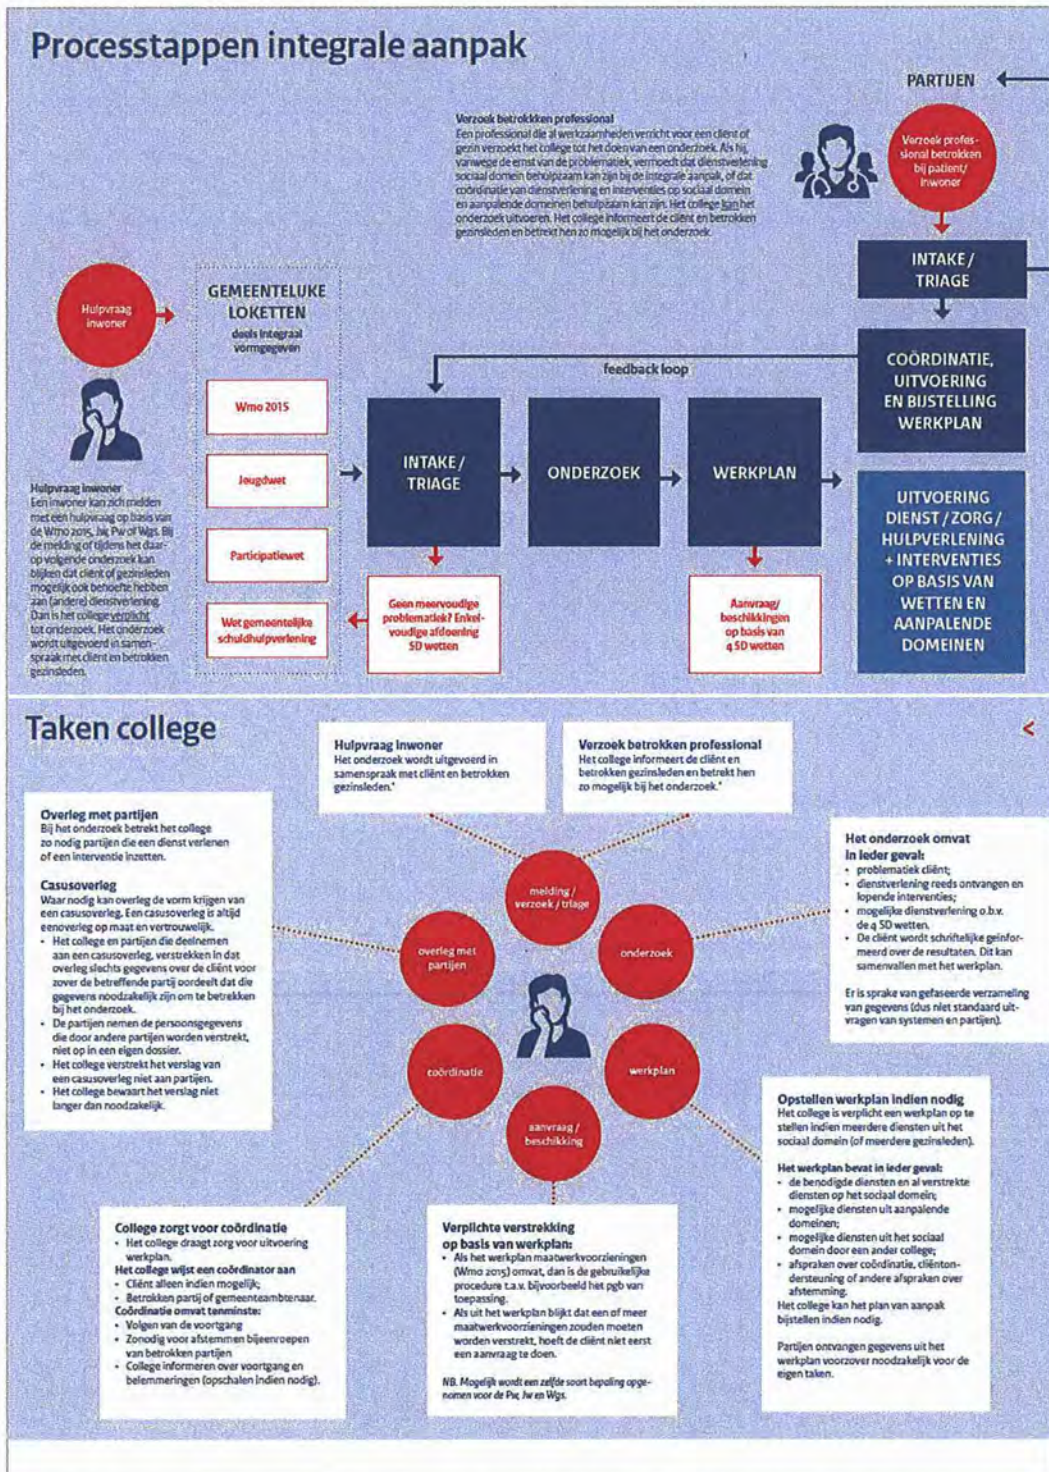 Processtappen integrale aanpak
PARTIJEN
Verzoek betrokkken professional
Een professional die al werkzaamheden verricht voor een cliënt of
gezin verzoekt het college tot het doen van een onderzoek. Als hij,
vanwege de ernst van de problematiek, vermoedt dat dienstverlening
sociaal domein behulpzaam kan zijn bij de integrale aanpak, of dat
coördinatie van dienstverlening en interventies op sociaal domein
en aanpalende domeinen behulpzaam kan zijn. Het college kan het
onderzoek uitvoeren. Het college informeert de cliënt en betrokken
gezinsleden en betrekt hen zo mogelijk bij het onderzoek.
Verzoek profes-
sional betrokken
bij patiënt/
inwoner
INTAKE /
TRIAGE
Hulpvraag
inwoner
GEMEENTELIJKE
LOKETTEN
deels integraal
vormgegeven
feedback loop
COÖRDINATIE,
UITVOERING
EN BIJSTELLING
WERKPLAN
Wmo 2015
Jeugdwet
Participatiewet
Wet gemeentelijke
schuldhulpverlening
INTAKE /
TRIAGE
ONDERZOEK
WERKPLAN
UITVOERING
DIENST / ZORG /
HULPVERLENING
+ INTERVENTIES
OP BASIS VAN
WETTEN EN
AANPALENDE
DOMEINEN
Hulpvraag inwoner
Een inwoner kan zich melden
met een hulpvraag op basis van
de Wmo 2015, Jw, Pw of Wgs. Bij
de melding of tijdens het daar-
op volgende onderzoek kan
blijken dat cliënt of gezinsleden
mogelijk ook behoefte hebben
aan (andere) dienstverlening.
Dan is het college verplicht
tot onderzoek. Het onderzoek
wordt uitgevoerd in samen-
spraak met cliënt en betrokken
gezinsleden.
Geen meervoudige
problematiek? Enkel-
voudige afdoening
SD wetten
Aanvraag/
beschikkingen
op basis van
4 SD wetten
Taken college
<
Hulpvraag inwoner
Het onderzoek wordt uitgevoerd in
samenspraak met cliënt en betrokken
gezinsleden.*
Verzoek betrokken professional
Het college informeert de cliënt en
betrokken gezinsleden en betrekt hen
zo mogelijk bij het onderzoek.*
Overleg met partijen
Bij het onderzoek betrekt het college
zo nodig partijen die een dienst verlenen
of een interventie inzetten.
Casusoverleg
Waar nodig kan overleg de vorm krijgen van
een casusoverleg. Een casusoverleg is altijd
eenoverleg op maat en vertrouwelijk.
• Het college en partijen die deelnemen
aan een casusoverleg, verstrekken in dat
overleg slechts gegevens over de cliënt voor
zover de betreffende partij oordeelt dat die
gegevens noodzakelijk zijn om te betrekken
bij het onderzoek.
• De partijen nemen de persoonsgegevens
die door andere partijen worden verstrekt,
niet op in een eigen dossier.
• Het college verstrekt het verslag van
een casusoverleg niet aan partijen.
• Het college bewaart het verslag niet
langer dan noodzakelijk.
melding /
verzoek / triage
overleg met
partijen
onderzoek
coördinatie
werkplan
aanvraag /
beschikking
Het onderzoek omvat
in ieder geval:
• problematiek cliënt;
• dienstverlening reeds ontvangen en
lopende interventies;
• mogelijke dienstverlening o.b.v.
de 4 SD wetten.
• De cliënt wordt schriftelijke geïnfor-
meerd over de resultaten. Dit kan
samenvallen met het werkplan.
Er is sprake van gefaseerde verzameling
van gegevens (dus niet standaard uit-
vragen van systemen en partijen).
Opstellen werkplan indien nodig
Het college is verplicht een werkplan op te
stellen indien meerdere diensten uit het
sociaal domein (of meerdere gezinsleden).
Het werkplan bevat in ieder geval:
• de benodigde diensten en al verstrekte
diensten op het sociaal domein;
• mogelijke diensten uit aanpalende
domeinen;
• mogelijke diensten uit het sociaal
domein door een ander college;
• afspraken over coördinatie, cliënton-
dersteuning of andere afspraken over
afstemming.
Het college kan het plan van aanpak
bijstellen indien nodig.
Partijen ontvangen gegevens uit het
werkplan voorzover noodzakelijk voor de
eigen taken.
College zorgt voor coördinatie
• Het college draagt zorg voor uitvoering
werkplan.
Het college wijst een coördinator aan
• Cliënt alleen indien mogelijk;
• Betrokken partij of gemeenteambtenaar.
Coördinatie omvat tenminste:
• Volgen van de voortgang
• Zonodig voor afstemmen bijeenroepen
van betrokken partijen
• College informeren over voortgang en
belemmeringen (opschalen indien nodig).
Verplichte verstrekking
op basis van werkplan:
• Als het werkplan maatwerkvoorzieningen
(Wmo 2015) omvat, dan is de gebruikelijke
procedure t.a.v. bijvoorbeeld het pgb van
toepassing.
• Als uit het werkplan blijkt dat een of meer
maatwerkvoorzieningen zouden moeten
worden verstrekt, hoeft de cliënt niet eerst
een aanvraag te doen.
NB. Mogelijk wordt een zelfde soort bepaling opge-
nomen voor de Pw, Jw en Wgs.